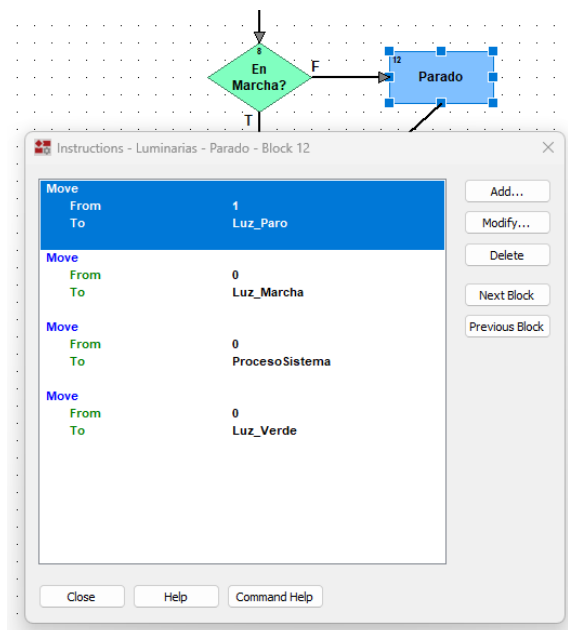 8
En
Marcha?
F
12
Parado
T
Instructions - Luminarias - Parado - Block 12
Move
From 1
To Luz_Paro
Move
From 0
To Luz_Marcha
Move
From 0
To ProcesoSistema
Move
From 0
To Luz_Verde
Add...
Modify...
Delete
Next Block
Previous Block
Close
Help
Command Help